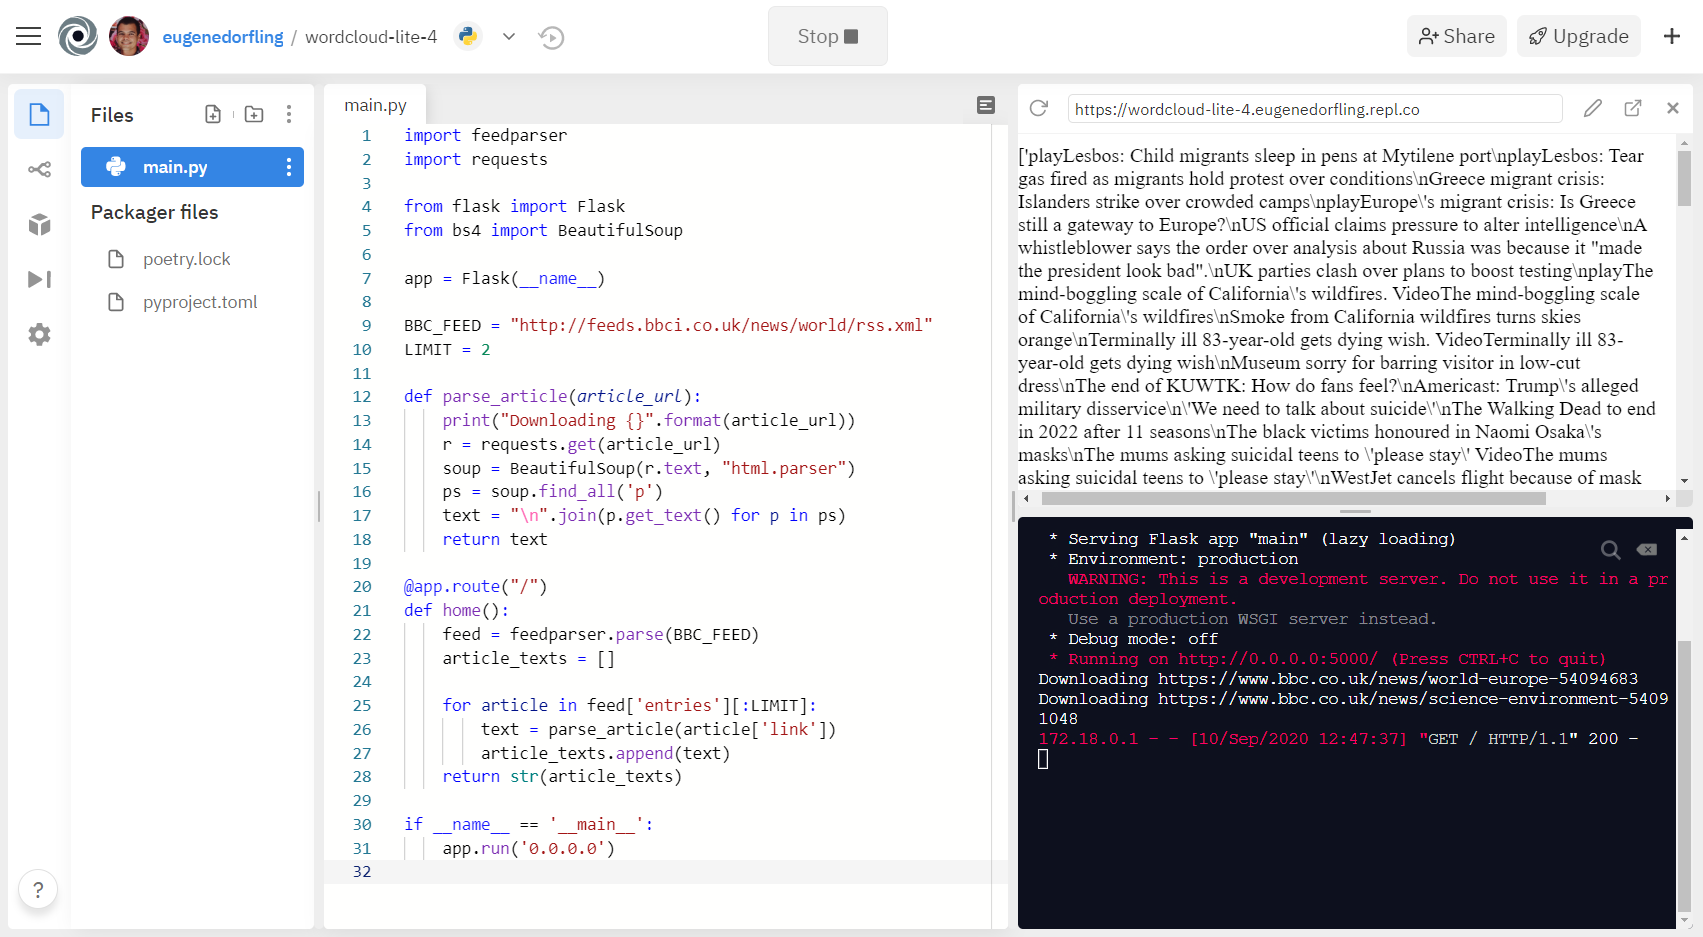 eugenedorfling / wordcloud-lite-4
Stop
Share
Upgrade
Files
main.py
Packager files
poetry.lock
pyproject.toml
?
main.py
1 import feedparser
2 import requests
3
4 from flask import Flask
5 from bs4 import BeautifulSoup
6
7 app = Flask(__name__)
8
9 BBC_FEED = "http://feeds.bbci.co.uk/news/world/rss.xml"
10 LIMIT = 2
11
12 def parse_article(article_url):
13     print("Downloading {}".format(article_url))
14     r = requests.get(article_url)
15     soup = BeautifulSoup(r.text, "html.parser")
16     ps = soup.find_all('p')
17     text = "\n".join(p.get_text() for p in ps)
18     return text
19
20 @app.route("/")
21 def home():
22     feed = feedparser.parse(BBC_FEED)
23     article_texts = []
24
25     for article in feed['entries'][:LIMIT]:
26         text = parse_article(article['link'])
27         article_texts.append(text)
28     return str(article_texts)
29
30 if __name__ == '__main__':
31     app.run('0.0.0.0')
32
https://wordcloud-lite-4.eugenedorfling.repl.co
['playLesbos: Child migrants sleep in pens at Mytilene port\nplayLesbos: Tear
gas fired as migrants hold protest over conditions\nGreece migrant crisis:
Islanders strike over crowded camps\nplayEurope\'s migrant crisis: Is Greece
still a gateway to Europe?\nUS official claims pressure to alter intelligence\nA
whistleblower says the order over analysis about Russia was because it "made
the president look bad".\nUK parties clash over plans to boost testing\nplayThe
mind-boggling scale of California\'s wildfires. VideoThe mind-boggling scale
of California\'s wildfires\nSmoke from California wildfires turns skies
orange\nTerminally ill 83-year-old gets dying wish. VideoTerminally ill 83-
year-old gets dying wish\nMuseum sorry for barring visitor in low-cut
dress\nThe end of KUWTK: How do fans feel?\nAmericast: Trump\'s alleged
military disservice\n\'We need to talk about suicide\'\nThe Walking Dead to end
in 2022 after 11 seasons\nThe black victims honoured in Naomi Osaka\'s
masks\nThe mums asking suicidal teens to \'please stay\' VideoThe mums
asking suicidal teens to \'please stay\'\nWestJet cancels flight because of mask
* Serving Flask app "main" (lazy loading)
* Environment: production
WARNING: This is a development server. Do not use it in a pr
oduction deployment.
Use a production WSGI server instead.
* Debug mode: off
* Running on http://0.0.0.0:5000/ (Press CTRL+C to quit)
Downloading https://www.bbc.co.uk/news/world-europe-54094683
Downloading https://www.bbc.co.uk/news/science-environment-5409
1048
172.18.0.1 - - [10/Sep/2020 12:47:37] "GET / HTTP/1.1" 200 -